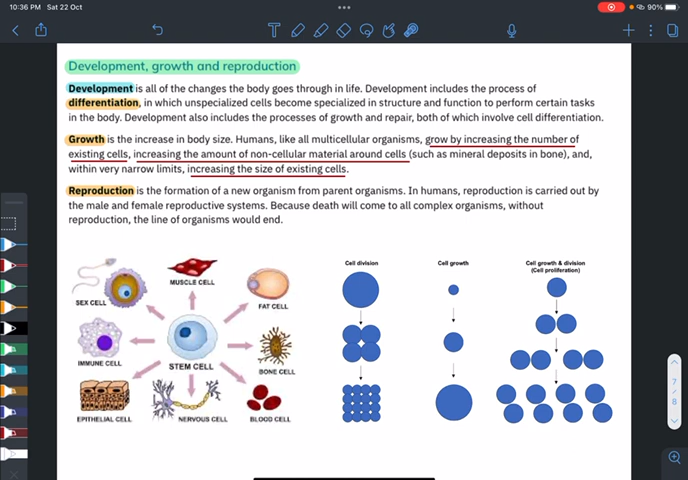 10:36 PM Sat 22 Oct
90%
Development, growth and reproduction
Development is all of the changes the body goes through in life. Development includes the process of
differentiation, in which unspecialized cells become specialized in structure and function to perform certain tasks
in the body. Development also includes the processes of growth and repair, both of which involve cell differentiation.
Growth is the increase in body size. Humans, like all multicellular organisms, grow by increasing the number of
existing cells, increasing the amount of non-cellular material around cells (such as mineral deposits in bone), and,
within very narrow limits, increasing the size of existing cells.
Reproduction is the formation of a new organism from parent organisms. In humans, reproduction is carried out by
the male and female reproductive systems. Because death will come to all complex organisms, without
reproduction, the line of organisms would end.
SEX CELL
MUSCLE CELL
FAT CELL
IMMUNE CELL
STEM CELL
BONE CELL
EPITHELIAL CELL
NERVOUS CELL
BLOOD CELL
Cell division
Cell growth
Cell growth & division
(Cell proliferation)
7
/
8